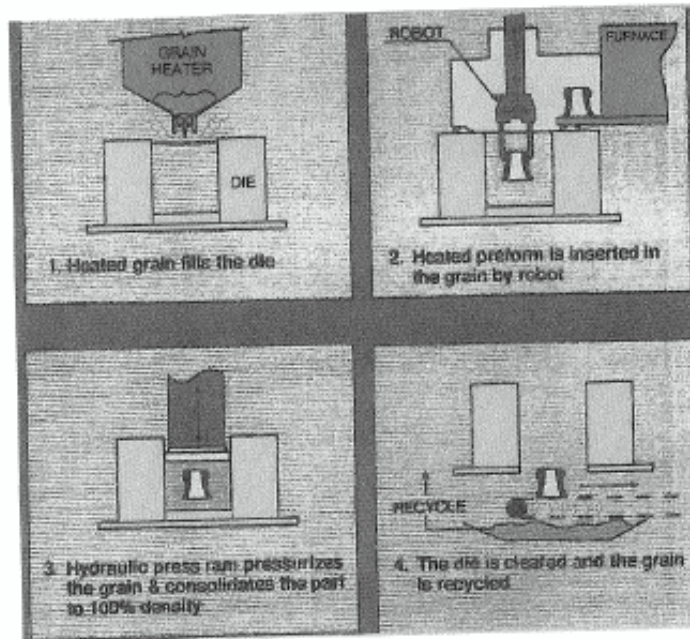 GRAIN
HEATER
DIE
1. Heated grain fills the die
ROBOT
FURNACE
2. Heated preform is inserted in
the grain by robot
3. Hydraulic press ram pressurizes
the grain & consolidates the part
to 100% density
RECYCLE
4. The die is cleared and the grain
is recycled